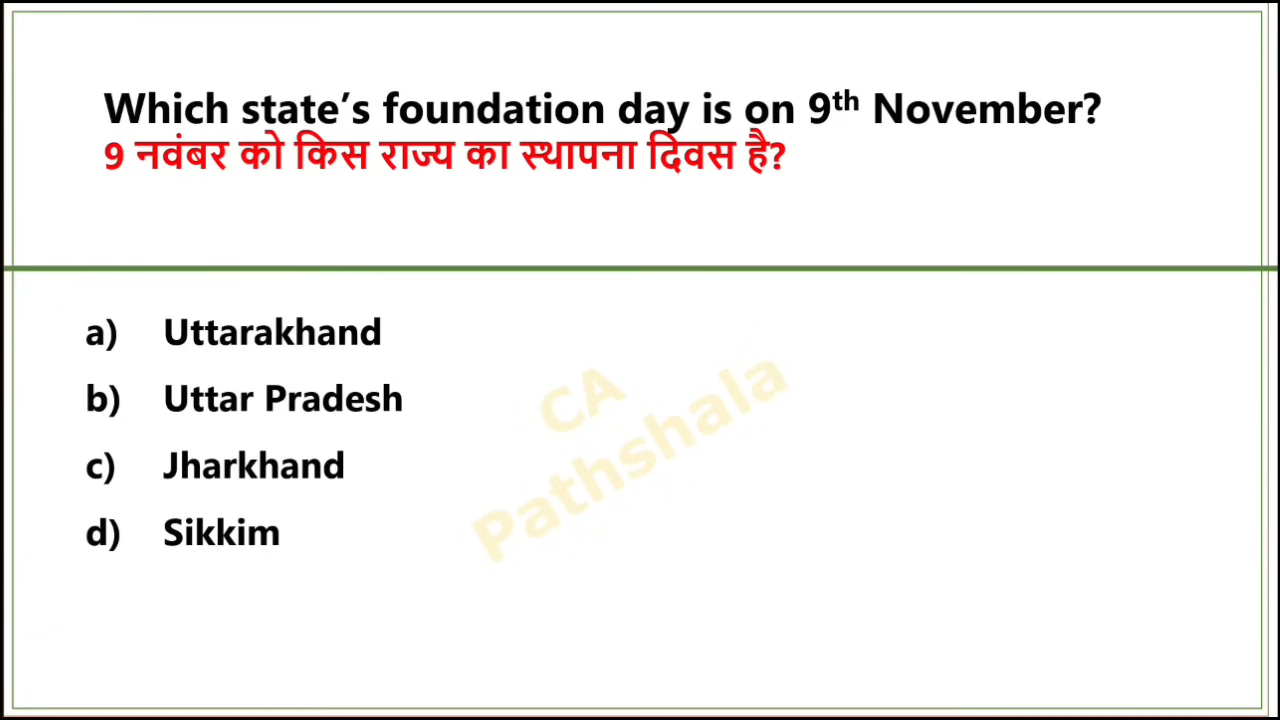 Which state’s foundation day is on 9th November?
9 नवंबर को किस राज्य का स्थापना दिवस है?
a) Uttarakhand
b) Uttar Pradesh
c) Jharkhand
d) Sikkim
CA
Pathshala